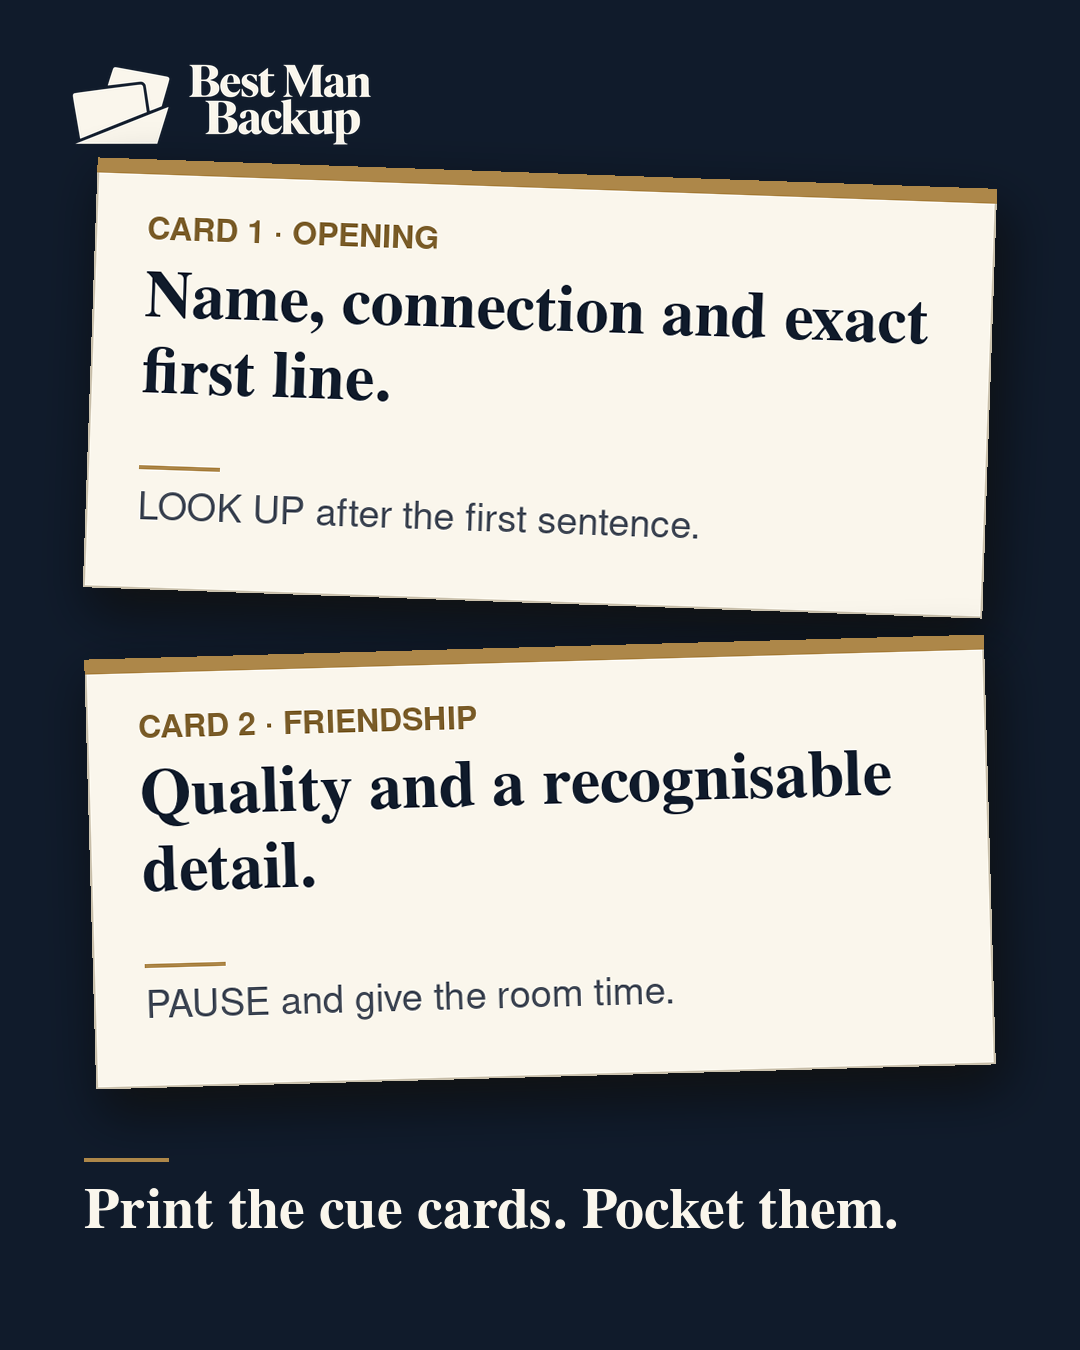 Best Man
Backup
CARD 1 · OPENING
Name, connection and exact
first line.
LOOK UP after the first sentence.
CARD 2 · FRIENDSHIP
Quality and a recognisable
detail.
PAUSE and give the room time.
Print the cue cards. Pocket them.